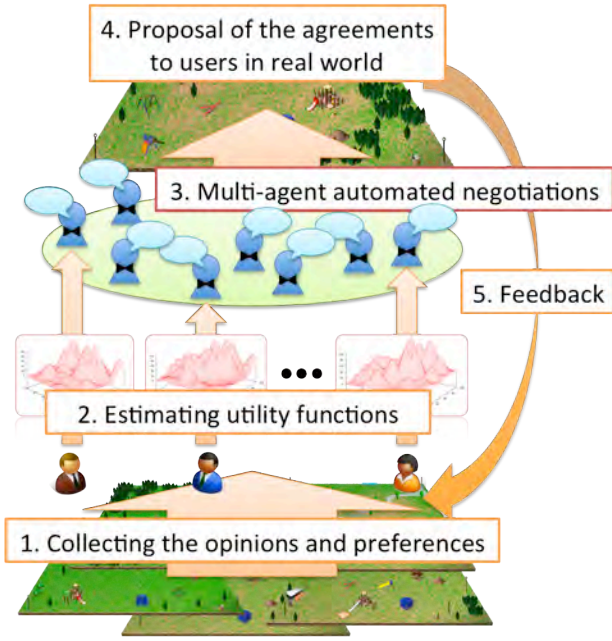 4. Proposal of the agreements
to users in real world
3. Multi-agent automated negotiations
5. Feedback
2. Estimating utility functions
1. Collecting the opinions and preferences